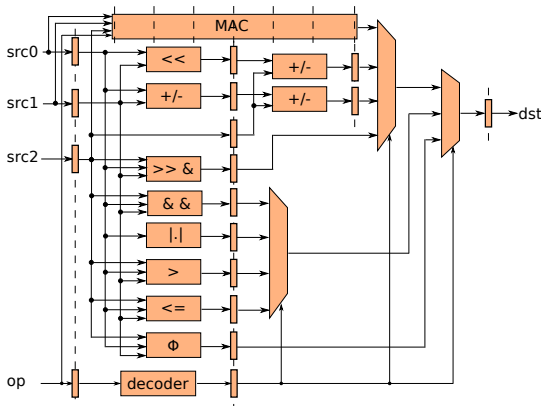 MAC
src0
<<
+/-
src1
+/-
+/-
dst
src2
>> &
& &
|.|
>
<=
Φ
op
decoder